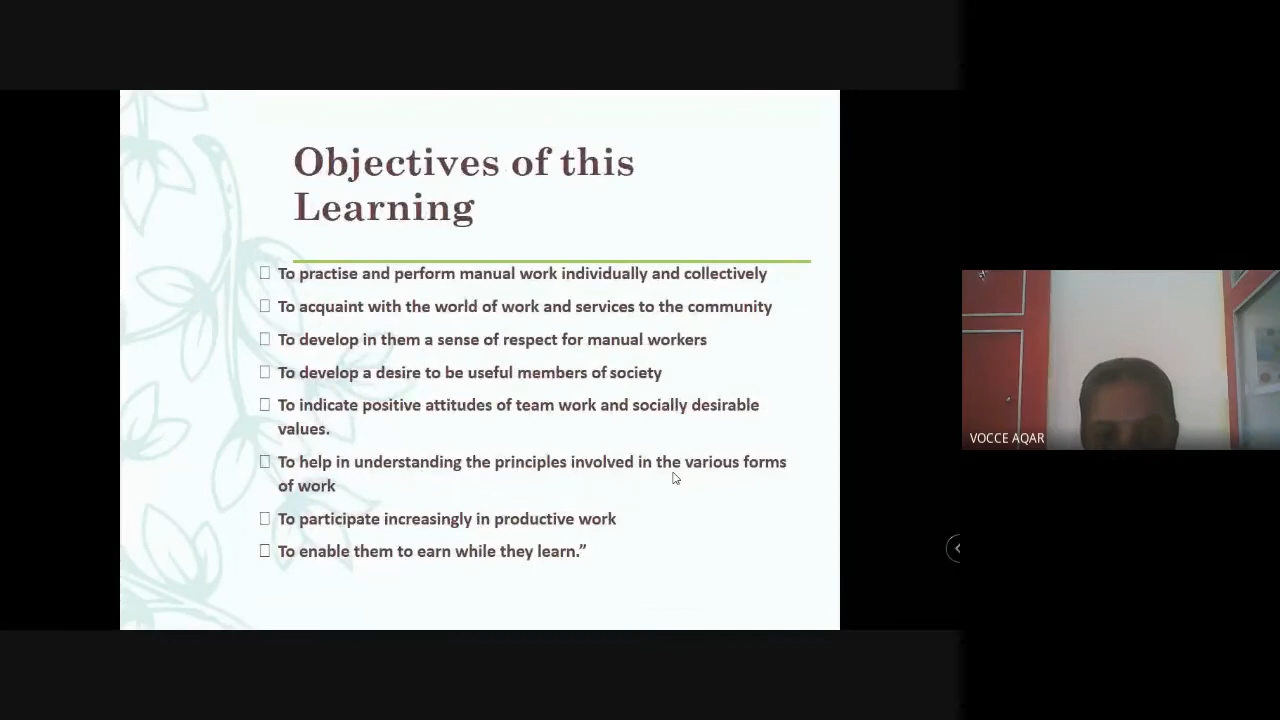 Objectives of this
Learning
To practise and perform manual work individually and collectively
To acquaint with the world of work and services to the community
To develop in them a sense of respect for manual workers
To develop a desire to be useful members of society
To indicate positive attitudes of team work and socially desirable
values.
To help in understanding the principles involved in the various forms
of work
To participate increasingly in productive work
To enable them to earn while they learn.”
VOCCE AQAR